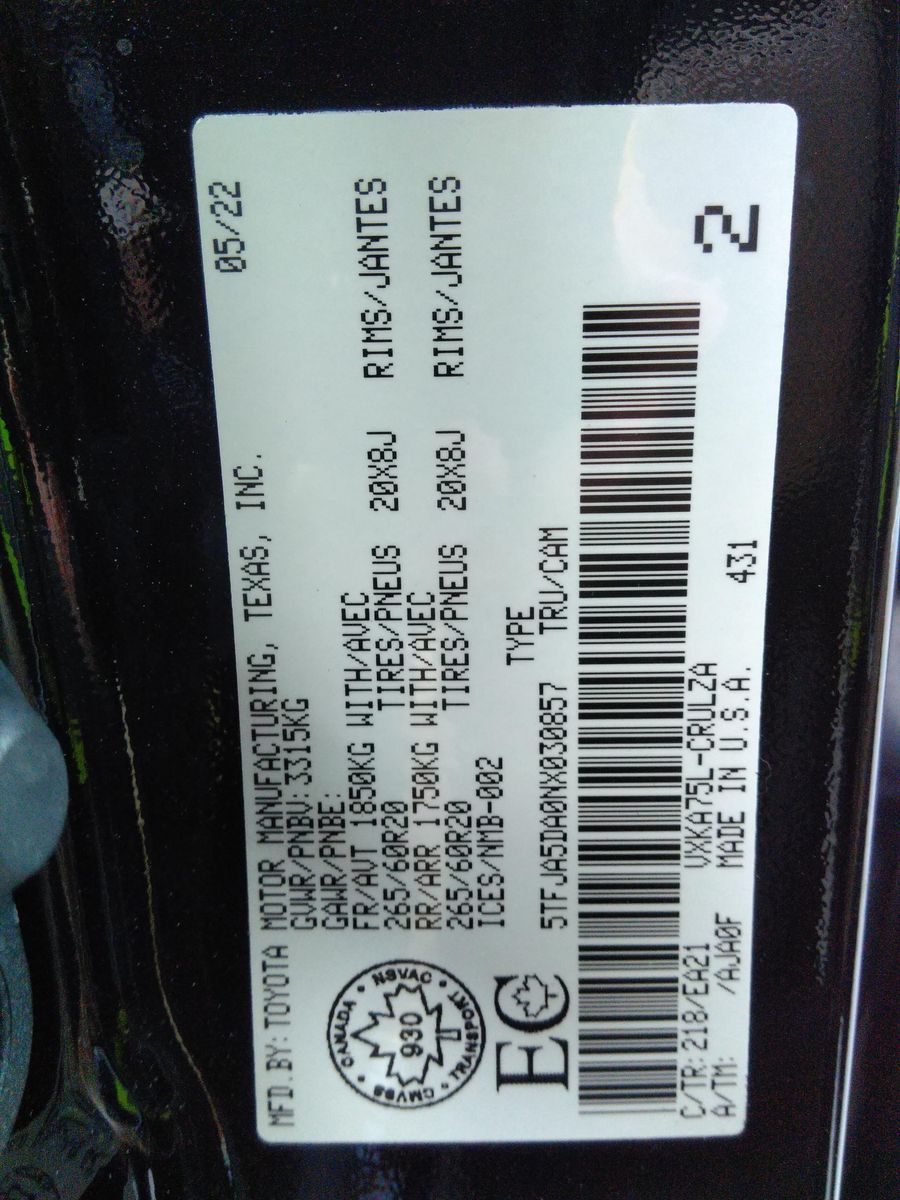 MFD.BY:TOYOTA MOTOR MANUFACTURING, TEXAS, INC. 05/22
GVWR/PNBV:3315KG
GAWR/PNBE:
FR/AVT 1850KG WITH/AVEC
265/60R20 TIRES/PNEUS 20X8J RIMS/JANTES
RR/ARR 1750KG WITH/AVEC
265/60R20 TIRES/PNEUS 20X8J RIMS/JANTES
ICES/NMB-002
CANADA • NSVAC • TRANSPORT • CMVSS •
930
T
EC
TYPE
5TFJA5DA0NX030857 TRU/CAM
C/TR:218/EA21 VXKA75L-CRULZA
A/TM: /AJA0F MADE IN U.S.A. 431
2